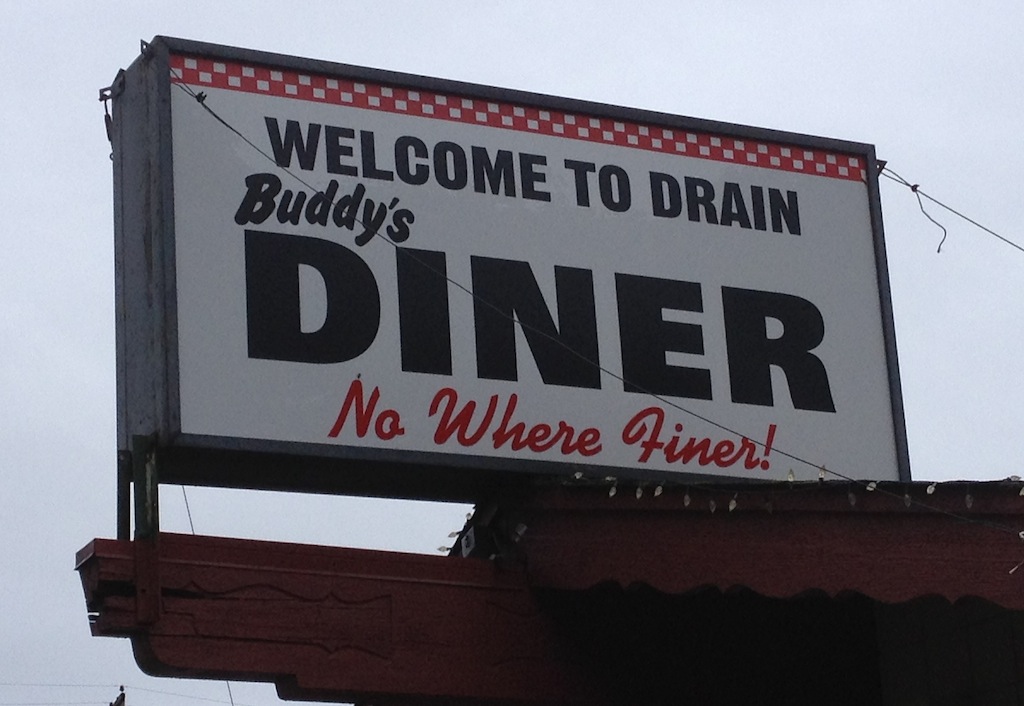 WELCOME TO DRAIN
Buddy's
DINER
No Where Finer!